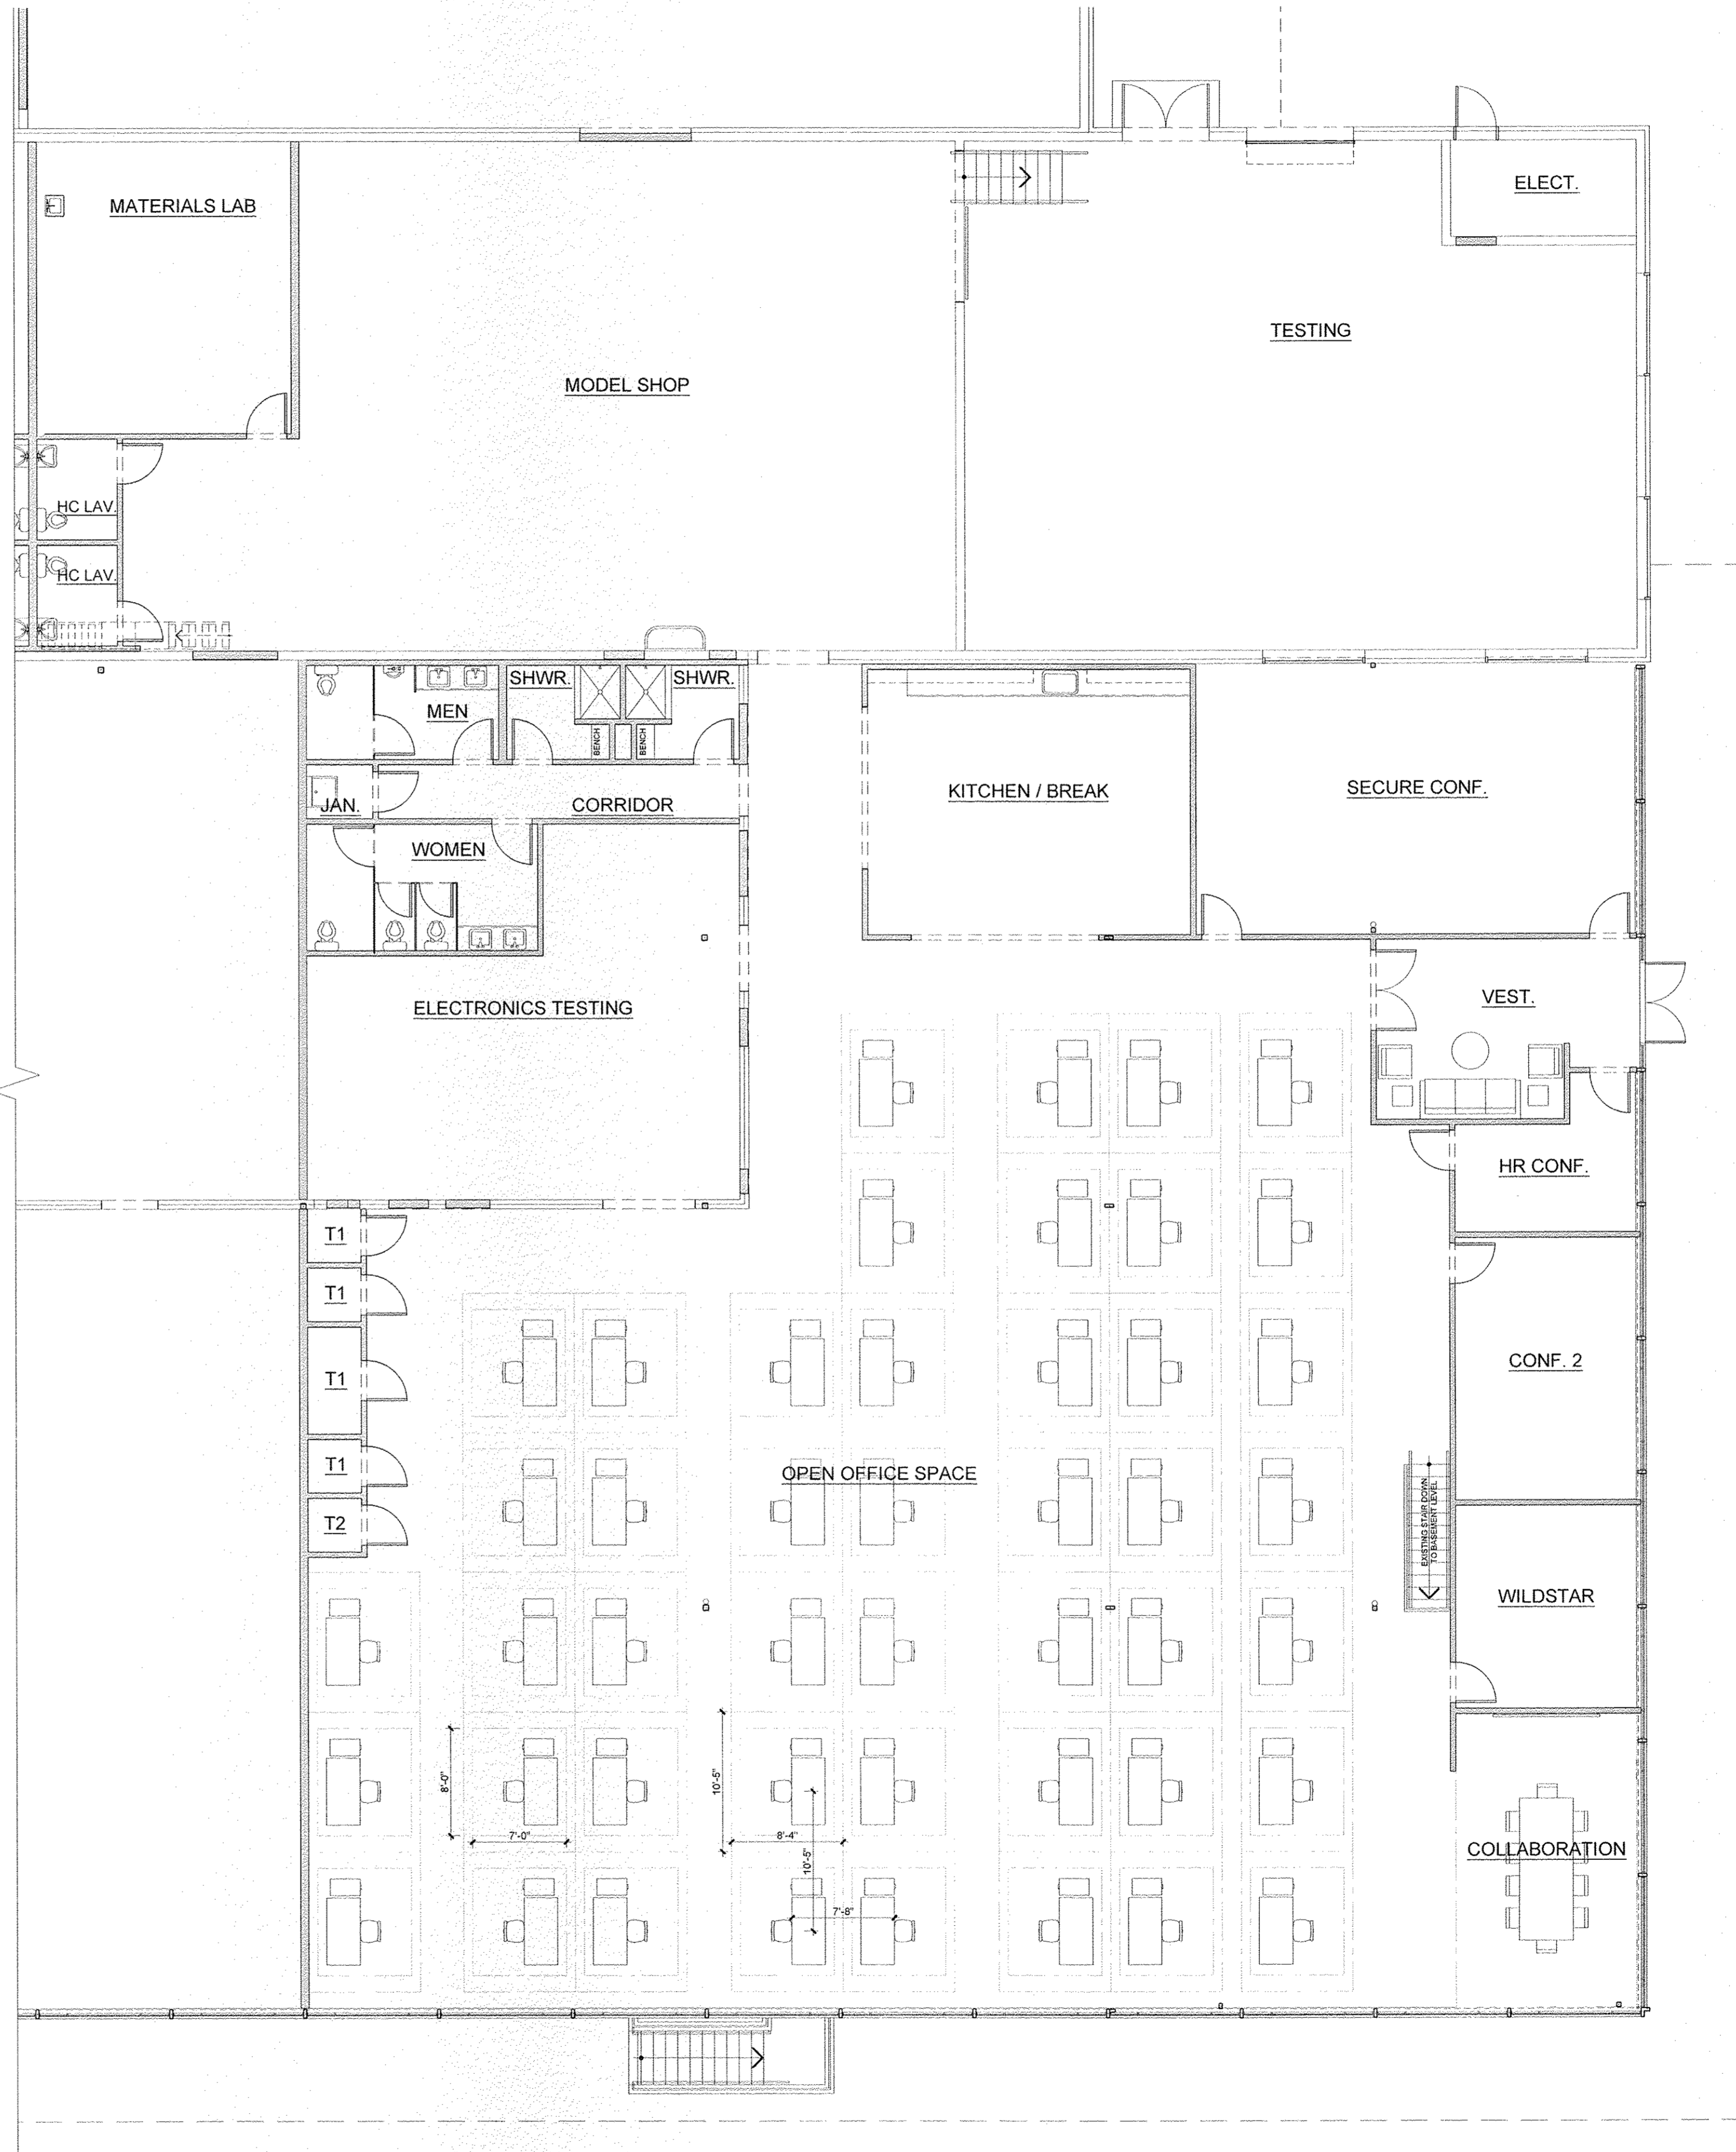 ELECT.
MATERIALS LAB
TESTING
MODEL SHOP
HC LAV.
HC LAV.
SHWR.
SHWR.
MEN
BENCH
BENCH
KITCHEN / BREAK
SECURE CONF.
JAN.
CORRIDOR
WOMEN
VEST.
ELECTRONICS TESTING
HR CONF.
T1
T1
CONF. 2
T1
T1
OPEN OFFICE SPACE
EXISTING STAIR DOWN
TO BASEMENT LEVEL
T2
WILDSTAR
8'-0"
10'-5"
7'-0"
8'-4"
10'-5"
COLLABORATION
7'-8"